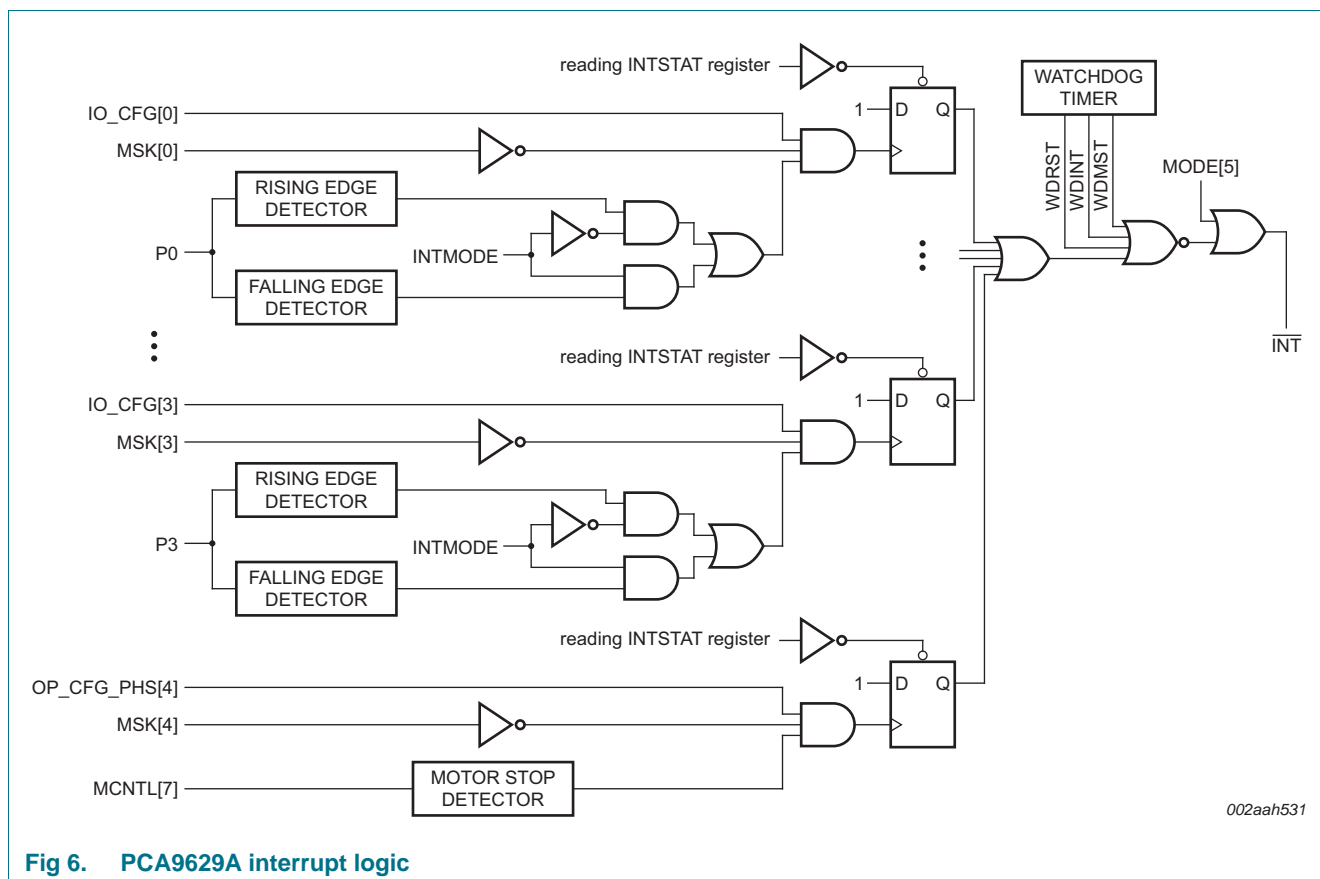 reading INTSTAT register
WATCHDOG
TIMER
IO_CFG[0]
1
D
Q
MSK[0]
WDRST
WDINT
WDMST
MODE[5]
RISING EDGE
DETECTOR
P0
INTMODE
FALLING EDGE
DETECTOR
INT
reading INTSTAT register
IO_CFG[3]
1
D
Q
MSK[3]
RISING EDGE
DETECTOR
P3
INTMODE
FALLING EDGE
DETECTOR
reading INTSTAT register
OP_CFG_PHS[4]
1
D
Q
MSK[4]
MCNTL[7]
MOTOR STOP
DETECTOR
002aah531
Fig 6. PCA9629A interrupt logic